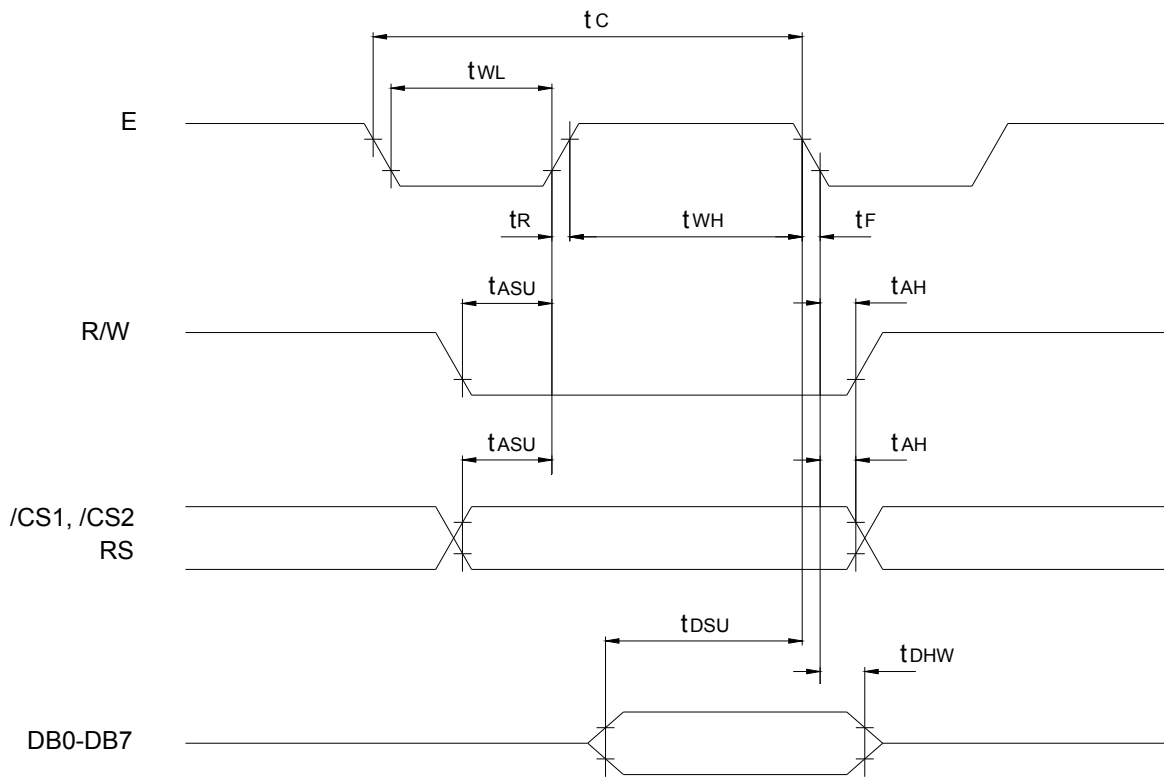 tC
tWL
E
tR
tWH
tF
tASU
tAH
R/W
tASU
tAH
/CS1, /CS2
RS
tDSU
tDHW
DB0-DB7